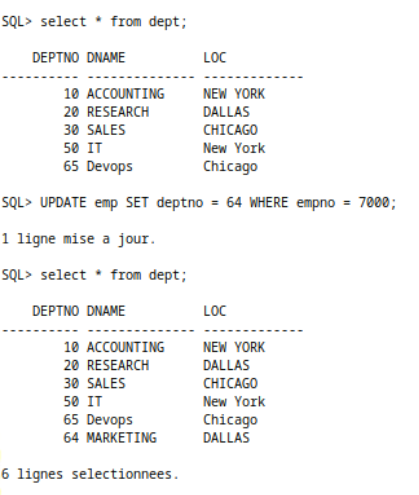 SQL> select * from dept;
DEPTNO DNAME LOC
---------- -------------- -------------
10 ACCOUNTING NEW YORK
20 RESEARCH DALLAS
30 SALES CHICAGO
50 IT New York
65 Devops Chicago
SQL> UPDATE emp SET deptno = 64 WHERE empno = 7000;
1 ligne mise a jour.
SQL> select * from dept;
DEPTNO DNAME LOC
---------- -------------- -------------
10 ACCOUNTING NEW YORK
20 RESEARCH DALLAS
30 SALES CHICAGO
50 IT New York
65 Devops Chicago
64 MARKETING DALLAS
6 lignes selectionnees.